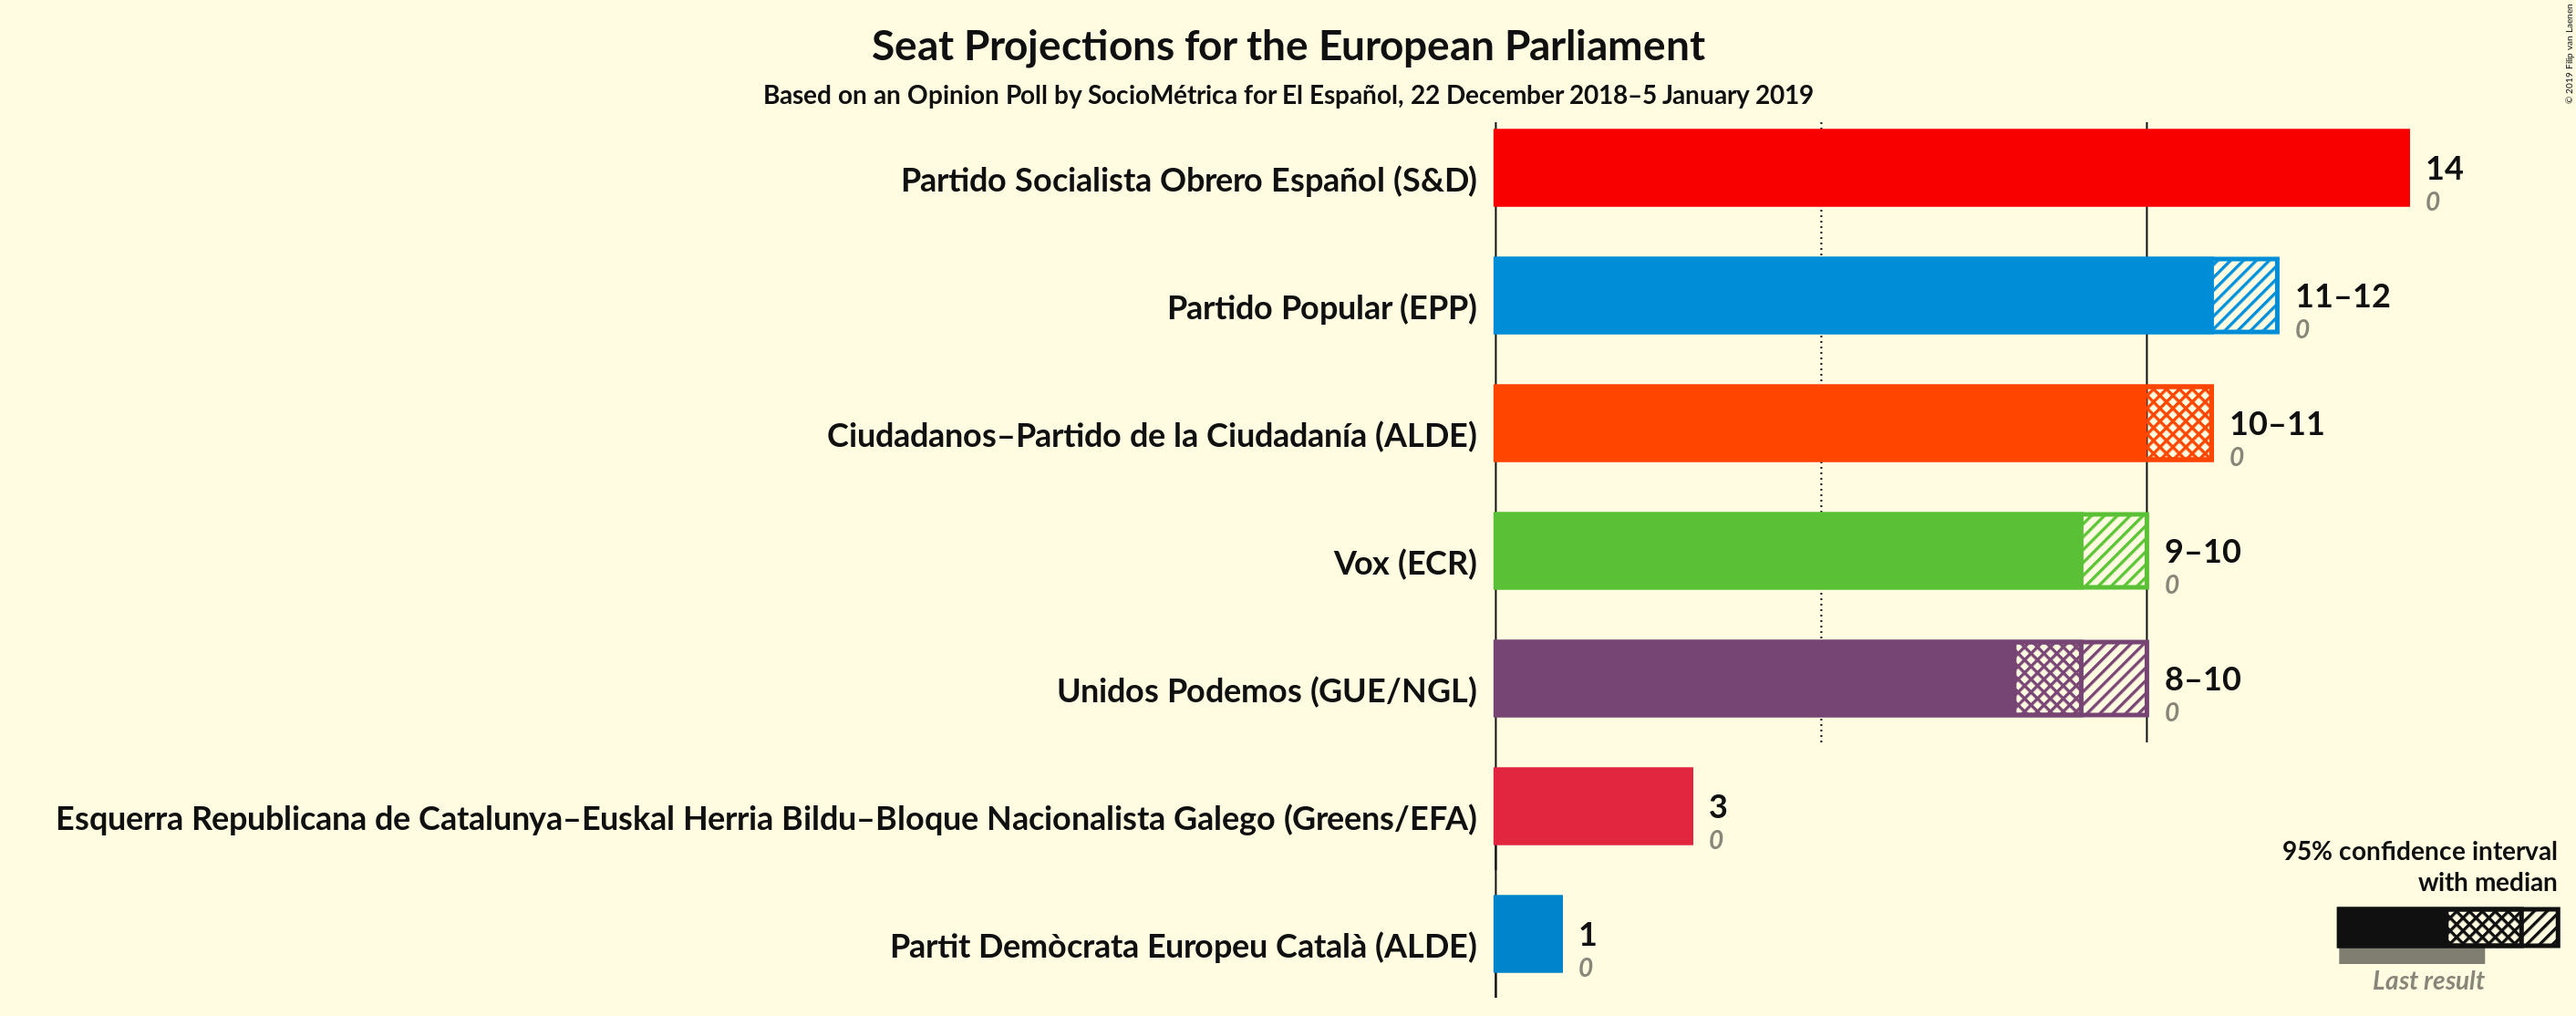 Seat Projections for the European Parliament
Based on an Opinion Poll by SocioMétrica for El Español, 22 December 2018–5 January 2019
© 2019 Filip van Laenen
Partido Socialista Obrero Español (S&D)
14
0
Partido Popular (EPP)
11–12
0
Ciudadanos–Partido de la Ciudadanía (ALDE)
10–11
0
Vox (ECR)
9–10
0
Unidos Podemos (GUE/NGL)
8–10
0
Esquerra Republicana de Catalunya–Euskal Herria Bildu–Bloque Nacionalista Galego (Greens/EFA)
3
0
Partit Demòcrata Europeu Català (ALDE)
1
0
95% confidence interval
with median
Last result